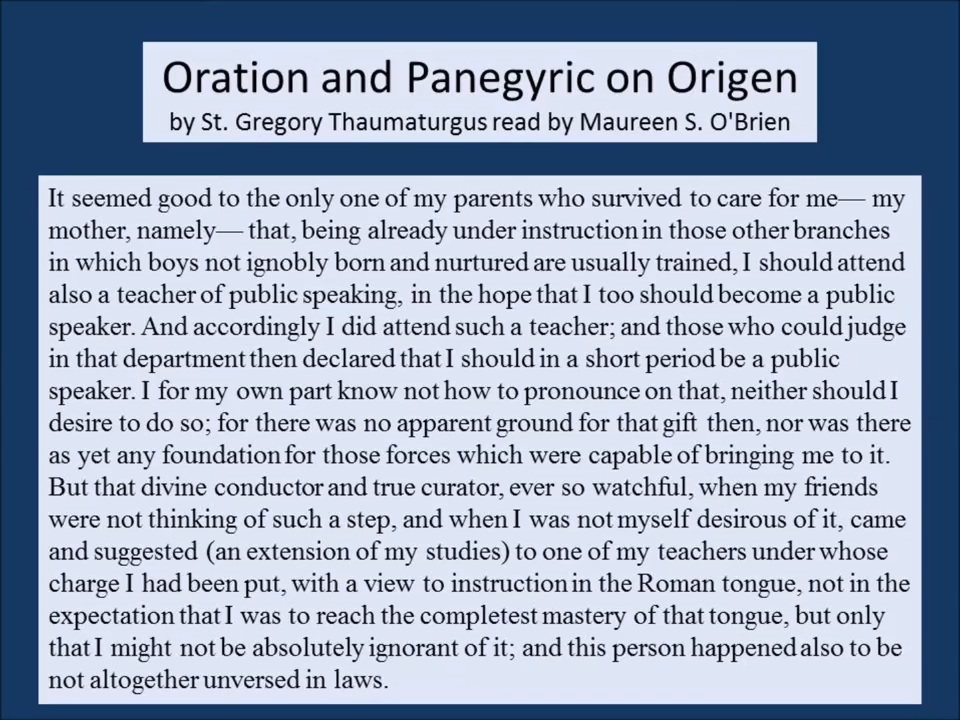 Oration and Panegyric on Origen
by St. Gregory Thaumaturgus read by Maureen S. O'Brien
It seemed good to the only one of my parents who survived to care for me— my
mother, namely— that, being already under instruction in those other branches
in which boys not ignobly born and nurtured are usually trained, I should attend
also a teacher of public speaking, in the hope that I too should become a public
speaker. And accordingly I did attend such a teacher; and those who could judge
in that department then declared that I should in a short period be a public
speaker. I for my own part know not how to pronounce on that, neither should I
desire to do so; for there was no apparent ground for that gift then, nor was there
as yet any foundation for those forces which were capable of bringing me to it.
But that divine conductor and true curator, ever so watchful, when my friends
were not thinking of such a step, and when I was not myself desirous of it, came
and suggested (an extension of my studies) to one of my teachers under whose
charge I had been put, with a view to instruction in the Roman tongue, not in the
expectation that I was to reach the completest mastery of that tongue, but only
that I might not be absolutely ignorant of it; and this person happened also to be
not altogether unversed in laws.